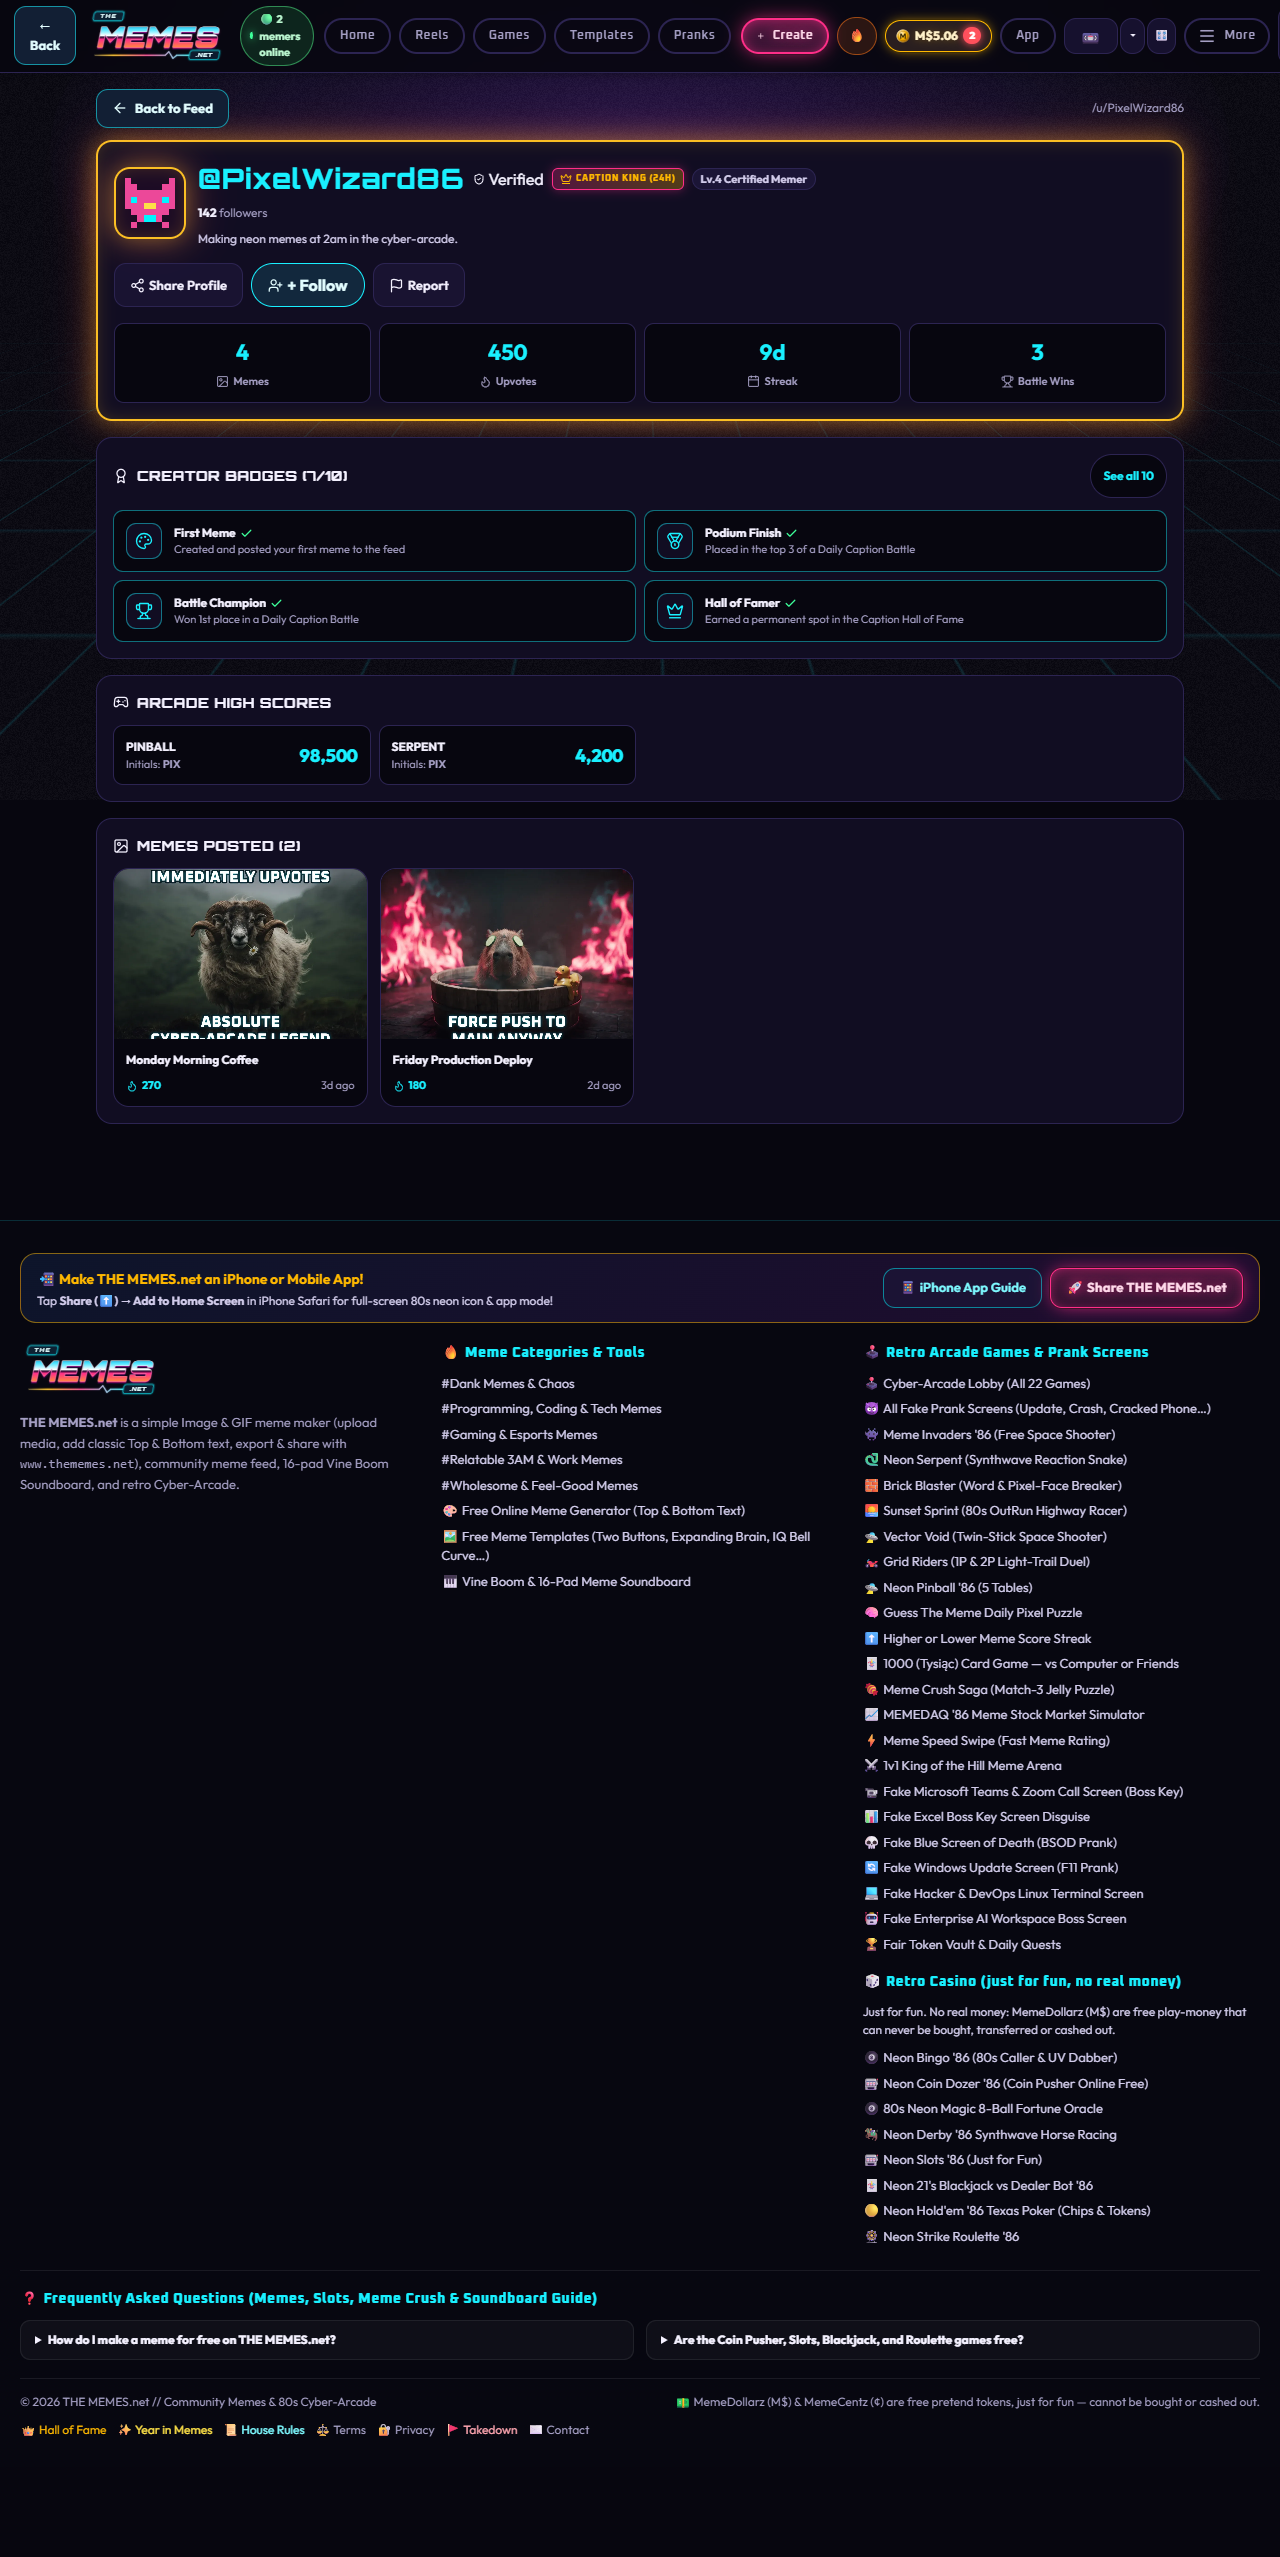 ← Back
THE MEMES .NET
2 memers online
Home
Reels
Games
Templates
Pranks
+ Create
M$5.06 2
App
More
← Back to Feed
/u/PixelWizard86
@PixelWizard86
Verified
CAPTION KING (24H)
Lv.4 Certified Memer
142 followers
Making neon memes at 2am in the cyber-arcade.
Share Profile
+ Follow
Report
4
Memes
450
Upvotes
9d
Streak
3
Battle Wins
CREATOR BADGES (7/10)
See all 10
First Meme ✓
Created and posted your first meme to the feed
Podium Finish ✓
Placed in the top 3 of a Daily Caption Battle
Battle Champion ✓
Won 1st place in a Daily Caption Battle
Hall of Famer ✓
Earned a permanent spot in the Caption Hall of Fame
ARCADE HIGH SCORES
PINBALL
Initials: PIX
98,500
SERPENT
Initials: PIX
4,200
MEMES POSTED (2)
IMMEDIATELY UPVOTES
ABSOLUTE
CYBER-ARCADE LEGEND
Monday Morning Coffee
270
3d ago
FORCE PUSH TO
MAIN ANYWAY
Friday Production Deploy
180
2d ago
Make THE MEMES.net an iPhone or Mobile App!
Tap Share (⬆) → Add to Home Screen in iPhone Safari for full-screen 80s neon icon & app mode!
iPhone App Guide
Share THE MEMES.net
THE MEMES .NET
THE MEMES.net is a simple Image & GIF meme maker (upload
media, add classic Top & Bottom text, export & share with
www.thememes.net), community meme feed, 16-pad Vine Boom
Soundboard, and retro Cyber-Arcade.
Meme Categories & Tools
#Dank Memes & Chaos
#Programming, Coding & Tech Memes
#Gaming & Esports Memes
#Relatable 3AM & Work Memes
#Wholesome & Feel-Good Memes
Free Online Meme Generator (Top & Bottom Text)
Free Meme Templates (Two Buttons, Expanding Brain, IQ Bell
Curve…)
Vine Boom & 16-Pad Meme Soundboard
Retro Arcade Games & Prank Screens
Cyber-Arcade Lobby (All 22 Games)
All Fake Prank Screens (Update, Crash, Cracked Phone…)
Meme Invaders '86 (Free Space Shooter)
Neon Serpent (Synthwave Reaction Snake)
Brick Blaster (Word & Pixel-Face Breaker)
Sunset Sprint (80s OutRun Highway Racer)
Vector Void (Twin-Stick Space Shooter)
Grid Riders (1P & 2P Light-Trail Duel)
Neon Pinball '86 (5 Tables)
Guess The Meme Daily Pixel Puzzle
Higher or Lower Meme Score Streak
1000 (Tysiąc) Card Game — vs Computer or Friends
Meme Crush Saga (Match-3 Jelly Puzzle)
MEMEDAQ '86 Meme Stock Market Simulator
Meme Speed Swipe (Fast Meme Rating)
1v1 King of the Hill Meme Arena
Fake Microsoft Teams & Zoom Call Screen (Boss Key)
Fake Excel Boss Key Screen Disguise
Fake Blue Screen of Death (BSOD Prank)
Fake Windows Update Screen (F11 Prank)
Fake Hacker & DevOps Linux Terminal Screen
Fake Enterprise AI Workspace Boss Screen
Fair Token Vault & Daily Quests
Retro Casino (just for fun, no real money)
Just for fun. No real money: MemeDollarz (M$) are free play-money that
can never be bought, transferred or cashed out.
Neon Bingo '86 (80s Caller & UV Dabber)
Neon Coin Dozer '86 (Coin Pusher Online Free)
80s Neon Magic 8-Ball Fortune Oracle
Neon Derby '86 Synthwave Horse Racing
Neon Slots '86 (Just for Fun)
Neon 21's Blackjack vs Dealer Bot '86
Neon Hold'em '86 Texas Poker (Chips & Tokens)
Neon Strike Roulette '86
Frequently Asked Questions (Memes, Slots, Meme Crush & Soundboard Guide)
How do I make a meme for free on THE MEMES.net?
Are the Coin Pusher, Slots, Blackjack, and Roulette games free?
© 2026 THE MEMES.net // Community Memes & 80s Cyber-Arcade
MemeDollarz (M$) & MemeCentz (¢) are free pretend tokens, just for fun — cannot be bought or cashed out.
Hall of Fame
Year in Memes
House Rules
Terms
Privacy
Takedown
Contact